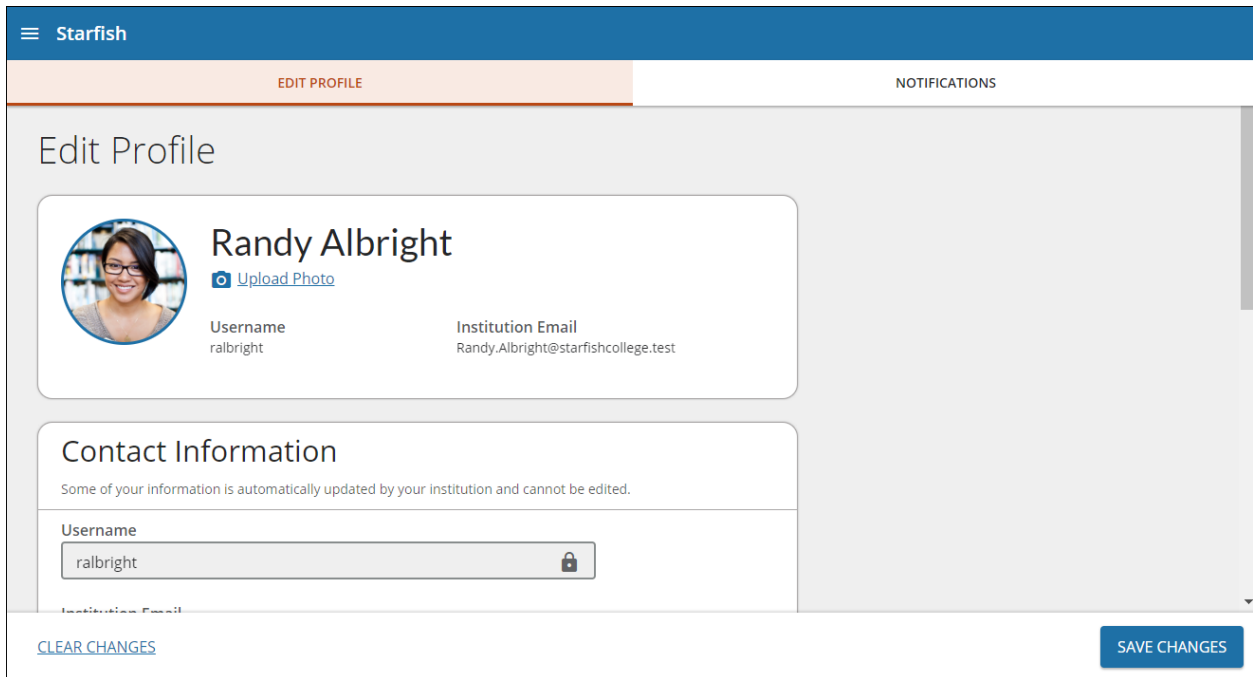 Starfish
EDIT PROFILE
NOTIFICATIONS
Edit Profile
Randy Albright
Upload Photo
Username
Institution Email
ralbright
Randy.Albright@starfishcollege.test
Contact Information
Some of your information is automatically updated by your institution and cannot be edited.
Username
ralbright
Institution Email
CLEAR CHANGES
SAVE CHANGES